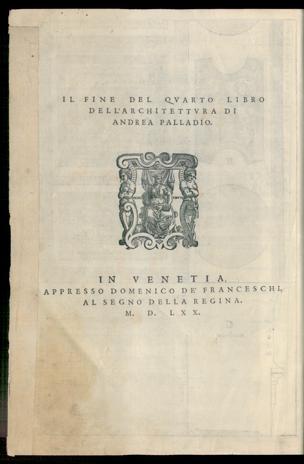 IL FINE DEL QVARTO LIBRO
DELL'ARCHITETTVRA DI
ANDREA PALLADIO.
IN VENETIA,
APPRESSO DOMENICO DE' FRANCESCHI,
AL SEGNO DELLA REGINA.
M. D. LXX.